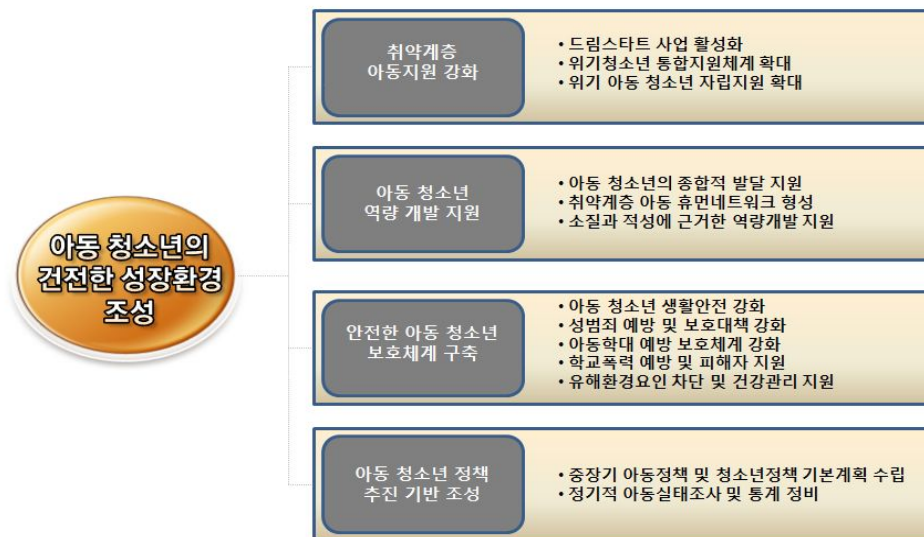 아동 청소년의
건전한 성장환경
조성
취약계층
아동지원 강화
• 드림스타트 사업 활성화
• 위기청소년 통합지원체계 확대
• 위기 아동 청소년 자립지원 확대
아동 청소년
역량 개발 지원
• 아동 청소년의 종합적 발달 지원
• 취약계층 아동 휴먼네트워크 형성
• 소질과 적성에 근거한 역량개발 지원
안전한 아동 청소년
보호체계 구축
• 아동 청소년 생활안전 강화
• 성범죄 예방 및 보호대책 강화
• 아동학대 예방 보호체계 강화
• 학교폭력 예방 및 피해자 지원
• 유해환경요인 차단 및 건강관리 지원
아동 청소년 정책
추진 기반 조성
• 중장기 아동정책 및 청소년정책 기본계획 수립
• 정기적 아동실태조사 및 통계 정비